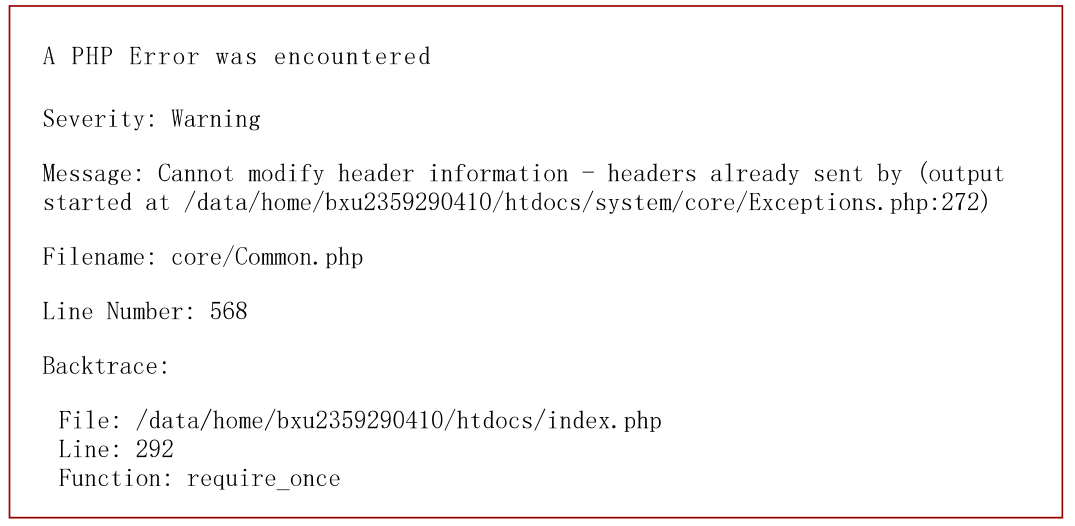 A PHP Error was encountered
Severity: Warning
Message: Cannot modify header information - headers already sent by (output
started at /data/home/bxu2359290410/htdocs/system/core/Exceptions.php:272)
Filename: core/Common.php
Line Number: 568
Backtrace:
File: /data/home/bxu2359290410/htdocs/index.php
Line: 292
Function: require_once